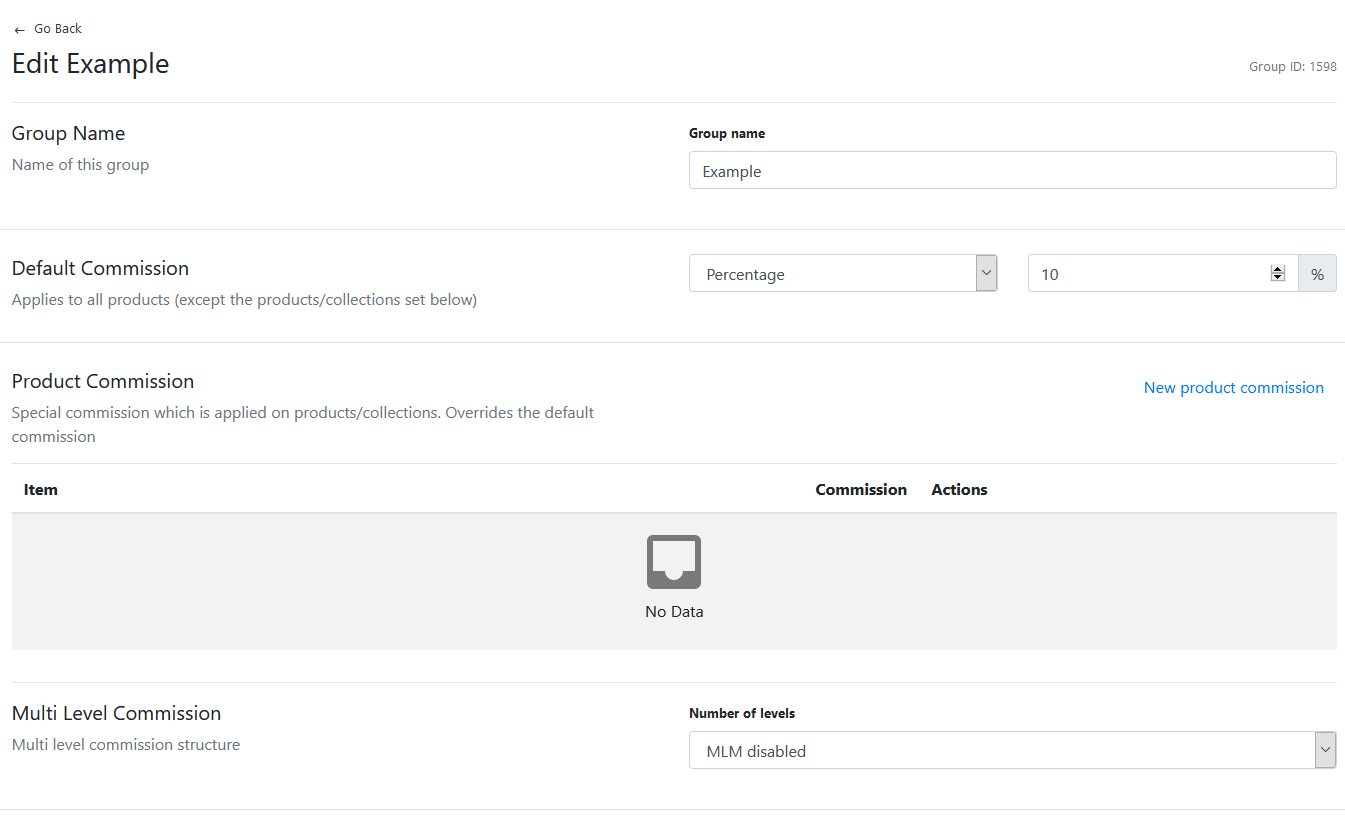 ← Go Back
Edit Example
Group ID: 1598
Group Name
Name of this group
Group name
Example
Default Commission
Applies to all products (except the products/collections set below)
Percentage
10
%
Product Commission
Special commission which is applied on products/collections. Overrides the default
commission
New product commission
Item Commission Actions
No Data
Multi Level Commission
Multi level commission structure
Number of levels
MLM disabled